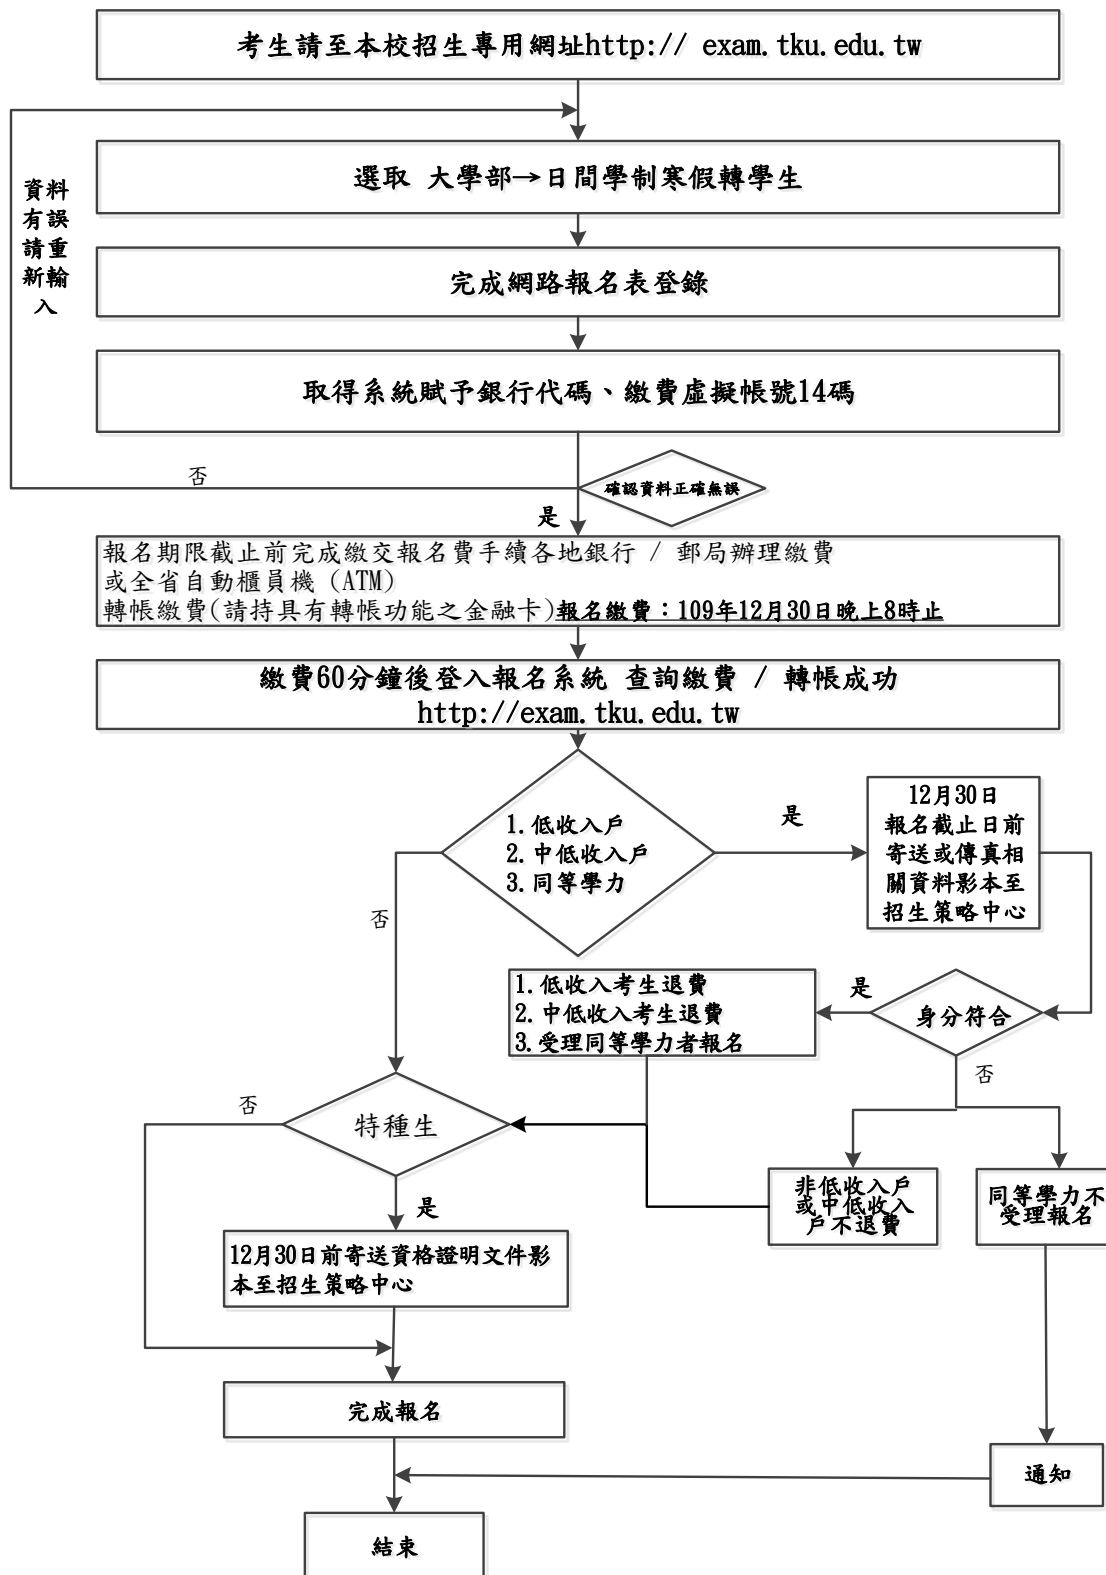 考生請至本校招生專用網址http:// exam.tku.edu.tw
選取 大學部→日間學制寒假轉學生
資料
有誤
請重
新輸
入
完成網路報名表登錄
取得系統賦予銀行代碼、繳費虛擬帳號14碼
否
確認資料正確無誤
是
報名期限截止前完成繳交報名費手續各地銀行 / 郵局辦理繳費
或全省自動櫃員機 (ATM)
轉帳繳費(請持具有轉帳功能之金融卡)報名繳費：109年12月30日晚上8時止
繳費60分鐘後登入報名系統 查詢繳費 / 轉帳成功
http://exam.tku.edu.tw
1.低收入戶
2.中低收入戶
3.同等學力
是
12月30日
報名截止日前
寄送或傳真相
關資料影本至
招生策略中心
否
1.低收入考生退費
2.中低收入考生退費
3.受理同等學力者報名
是
身分符合
否
否
特種生
非低收入戶
或中低收入
戶不退費
同等學力不
受理報名
是
12月30日前寄送資格證明文件影
本至招生策略中心
完成報名
通知
結束